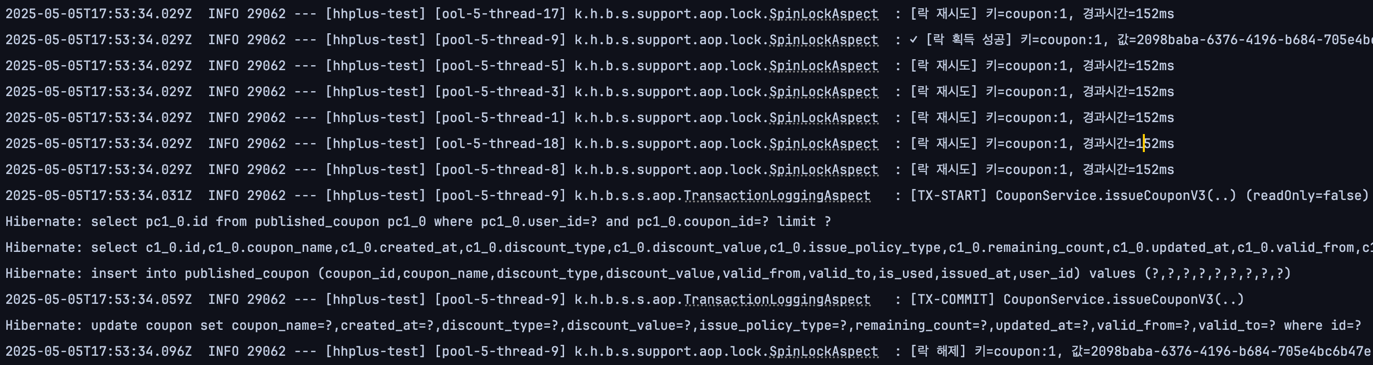 2025-05-05T17:53:34.029Z  INFO 29062 --- [hhplus-test] [ool-5-thread-17] k.h.b.s.support.aop.lock.SpinLockAspect  : [락 재시도] 키=coupon:1, 경과시간=152ms
2025-05-05T17:53:34.029Z  INFO 29062 --- [hhplus-test] [pool-5-thread-9] k.h.b.s.support.aop.lock.SpinLockAspect  : ✓ [락 획득 성공] 키=coupon:1, 값=2098baba-6376-4196-b684-705e4bc
2025-05-05T17:53:34.029Z  INFO 29062 --- [hhplus-test] [pool-5-thread-5] k.h.b.s.support.aop.lock.SpinLockAspect  : [락 재시도] 키=coupon:1, 경과시간=152ms
2025-05-05T17:53:34.029Z  INFO 29062 --- [hhplus-test] [pool-5-thread-3] k.h.b.s.support.aop.lock.SpinLockAspect  : [락 재시도] 키=coupon:1, 경과시간=152ms
2025-05-05T17:53:34.029Z  INFO 29062 --- [hhplus-test] [pool-5-thread-1] k.h.b.s.support.aop.lock.SpinLockAspect  : [락 재시도] 키=coupon:1, 경과시간=152ms
2025-05-05T17:53:34.029Z  INFO 29062 --- [hhplus-test] [ool-5-thread-18] k.h.b.s.support.aop.lock.SpinLockAspect  : [락 재시도] 키=coupon:1, 경과시간=152ms
2025-05-05T17:53:34.029Z  INFO 29062 --- [hhplus-test] [pool-5-thread-8] k.h.b.s.support.aop.lock.SpinLockAspect  : [락 재시도] 키=coupon:1, 경과시간=152ms
2025-05-05T17:53:34.031Z  INFO 29062 --- [hhplus-test] [pool-5-thread-9] k.h.b.s.s.aop.TransactionLoggingAspect   : [TX-START] CouponService.issueCouponV3(..) (readOnly=false)
Hibernate: select pc1_0.id from published_coupon pc1_0 where pc1_0.user_id=? and pc1_0.coupon_id=? limit ?
Hibernate: select c1_0.id,c1_0.coupon_name,c1_0.created_at,c1_0.discount_type,c1_0.discount_value,c1_0.issue_policy_type,c1_0.remaining_count,c1_0.updated_at,c1_0.valid_from,c1
Hibernate: insert into published_coupon (coupon_id,coupon_name,discount_type,discount_value,valid_from,valid_to,is_used,issued_at,user_id) values (?,?,?,?,?,?,?,?,?)
2025-05-05T17:53:34.059Z  INFO 29062 --- [hhplus-test] [pool-5-thread-9] k.h.b.s.s.aop.TransactionLoggingAspect   : [TX-COMMIT] CouponService.issueCouponV3(..)
Hibernate: update coupon set coupon_name=?,created_at=?,discount_type=?,discount_value=?,issue_policy_type=?,remaining_count=?,updated_at=?,valid_from=?,valid_to=? where id=?
2025-05-05T17:53:34.096Z  INFO 29062 --- [hhplus-test] [pool-5-thread-9] k.h.b.s.support.aop.lock.SpinLockAspect  : [락 해제] 키=coupon:1, 값=2098baba-6376-4196-b684-705e4bc6b47e